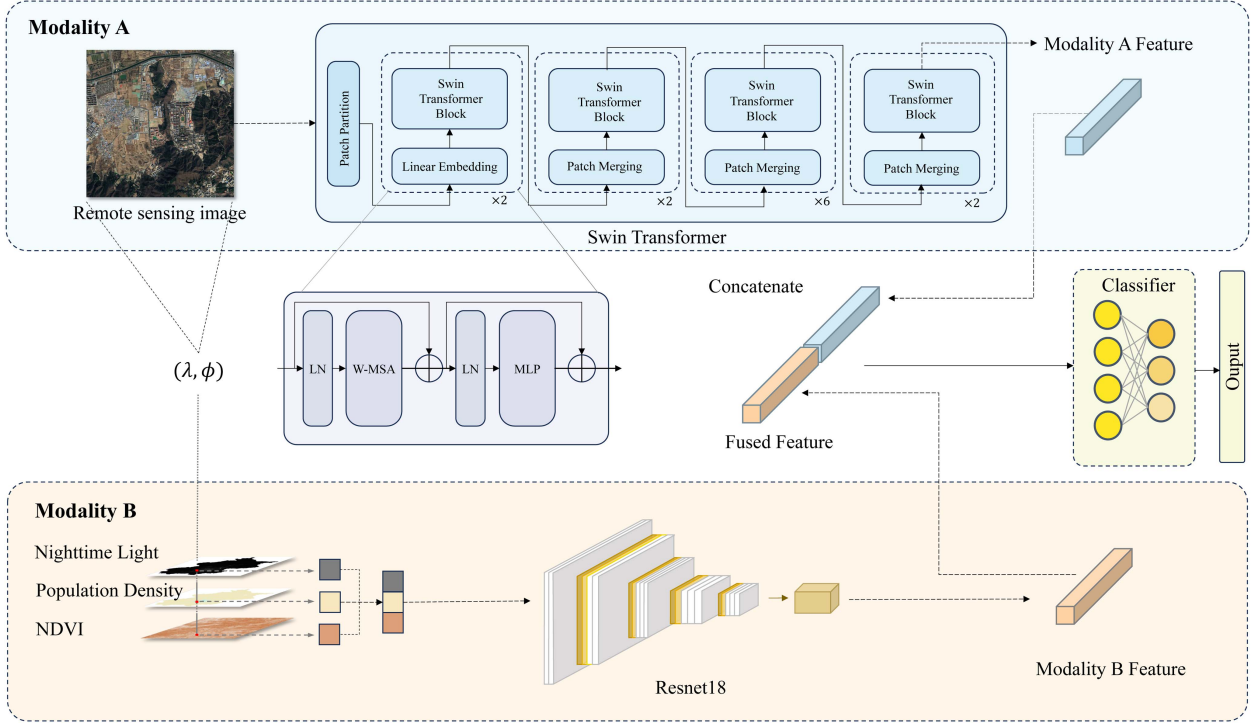 Modality A
Remote sensing image
Patch Partition
Swin
Transformer
Block
Linear Embedding
×2
Swin
Transformer
Block
Patch Merging
×2
Swin
Transformer
Block
Patch Merging
×6
Swin
Transformer
Block
Patch Merging
×2
Swin Transformer
Modality A Feature
(λ, ϕ)
LN
W-MSA
LN
MLP
Concatenate
Fused Feature
Classifier
Ouput
Modality B
Nighttime Light
Population Density
NDVI
Resnet18
Modality B Feature